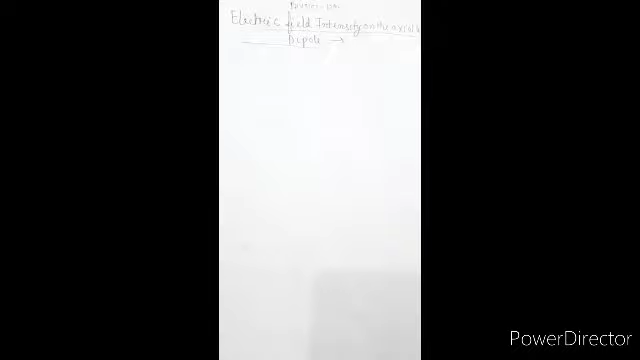 Electric field Intensity on the axial
Dipole →
PowerDirector